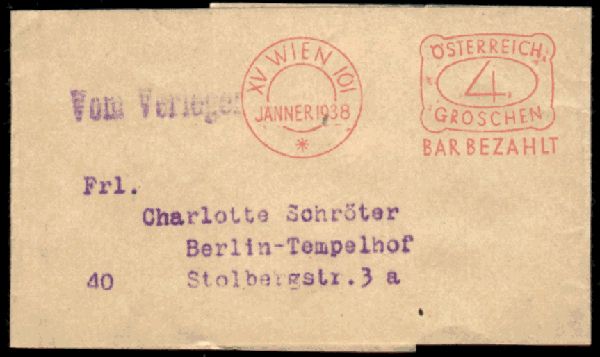 XV WIEN 101
JÄNNER 1938
*
ÖSTERREICH
4
GROSCHEN
BAR BEZAHLT
Vom Verleger
Frl.
Charlotte Schröter
Berlin-Tempelhof
40 Stolbergstr.3 a